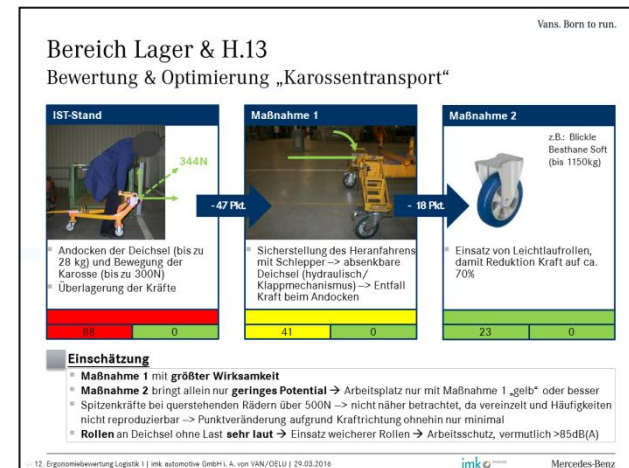 Vans. Born to run.
Bereich Lager & H.13
Bewertung & Optimierung „Karossentransport“
IST-Stand
344N
Andocken der Deichsel (bis zu
28 kg) und Bewegung der
Karosse (bis zu 300N)
Überlagerung der Kräfte
88 0
- 47 Pkt.
Maßnahme 1
Sicherstellung des Heranfahrens
mit Schlepper –> absenkbare
Deichsel (hydraulisch/
Klappmechanismus) –> Entfall
Kraft beim Andocken
41 0
- 18 Pkt.
Maßnahme 2
z.B.: Blickle
Besthane Soft
(bis 1150kg)
Einsatz von Leichtlaufrollen,
damit Reduktion Kraft auf ca.
70%
23 0
Einschätzung
Maßnahme 1 mit größter Wirksamkeit
Maßnahme 2 bringt allein nur geringes Potential → Arbeitsplatz nur mit Maßnahme 1 „gelb“ oder besser
Spitzenkräfte bei querstehenden Rädern über 500N –> nicht näher betrachtet, da vereinzelt und Häufigkeiten
nicht reproduzierbar –> Punktveränderung aufgrund Kraftrichtung ohnehin nur minimal
Rollen an Deichsel ohne Last sehr laut → Einsatz weicherer Rollen → Arbeitsschutz, vermutlich >85dB(A)
12 Ergonomiebewertung Logistik I | imk automotive GmbH i. A. von VAN/OELU | 29.03.2016
imk
Mercedes-Benz